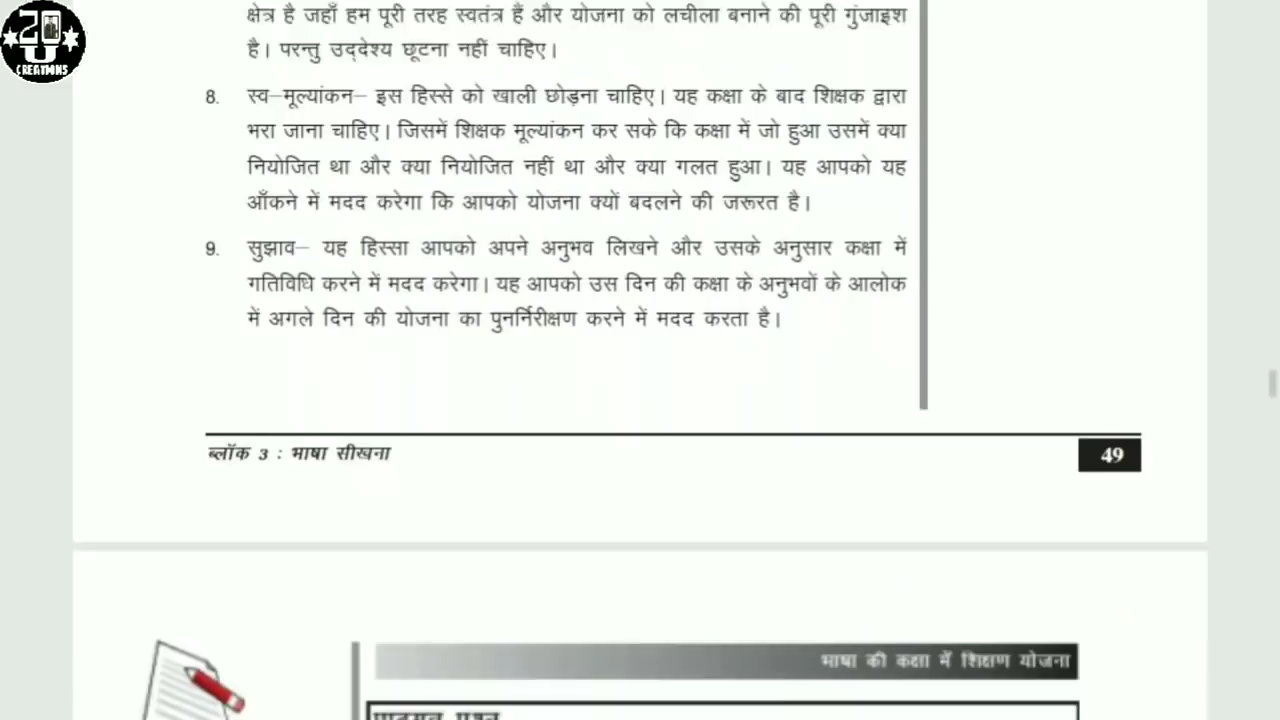 20
U
CREATIONS
क्षेत्र है जहाँ हम पूरी तरह स्वतंत्र हैं और योजना को लचीला बनाने की पूरी गुंजाइश
है। परन्तु उद्देश्य छूटना नहीं चाहिए।
8. स्व–मूल्यांकन– इस हिस्से को खाली छोड़ना चाहिए। यह कक्षा के बाद शिक्षक द्वारा
भरा जाना चाहिए। जिसमें शिक्षक मूल्यांकन कर सके कि कक्षा में जो हुआ उसमें क्या
नियोजित था और क्या नियोजित नहीं था और क्या गलत हुआ। यह आपको यह
आँकने में मदद करेगा कि आपको योजना क्यों बदलने की जरूरत है।
9. सुझाव– यह हिस्सा आपको अपने अनुभव लिखने और उसके अनुसार कक्षा में
गतिविधि करने में मदद करेगा। यह आपको उस दिन की कक्षा के अनुभवों के आलोक
में अगले दिन की योजना का पुनर्निरीक्षण करने में मदद करता है।
ब्लॉक 3 : भाषा सीखना
49
भाषा की कक्षा में शिक्षण योजना